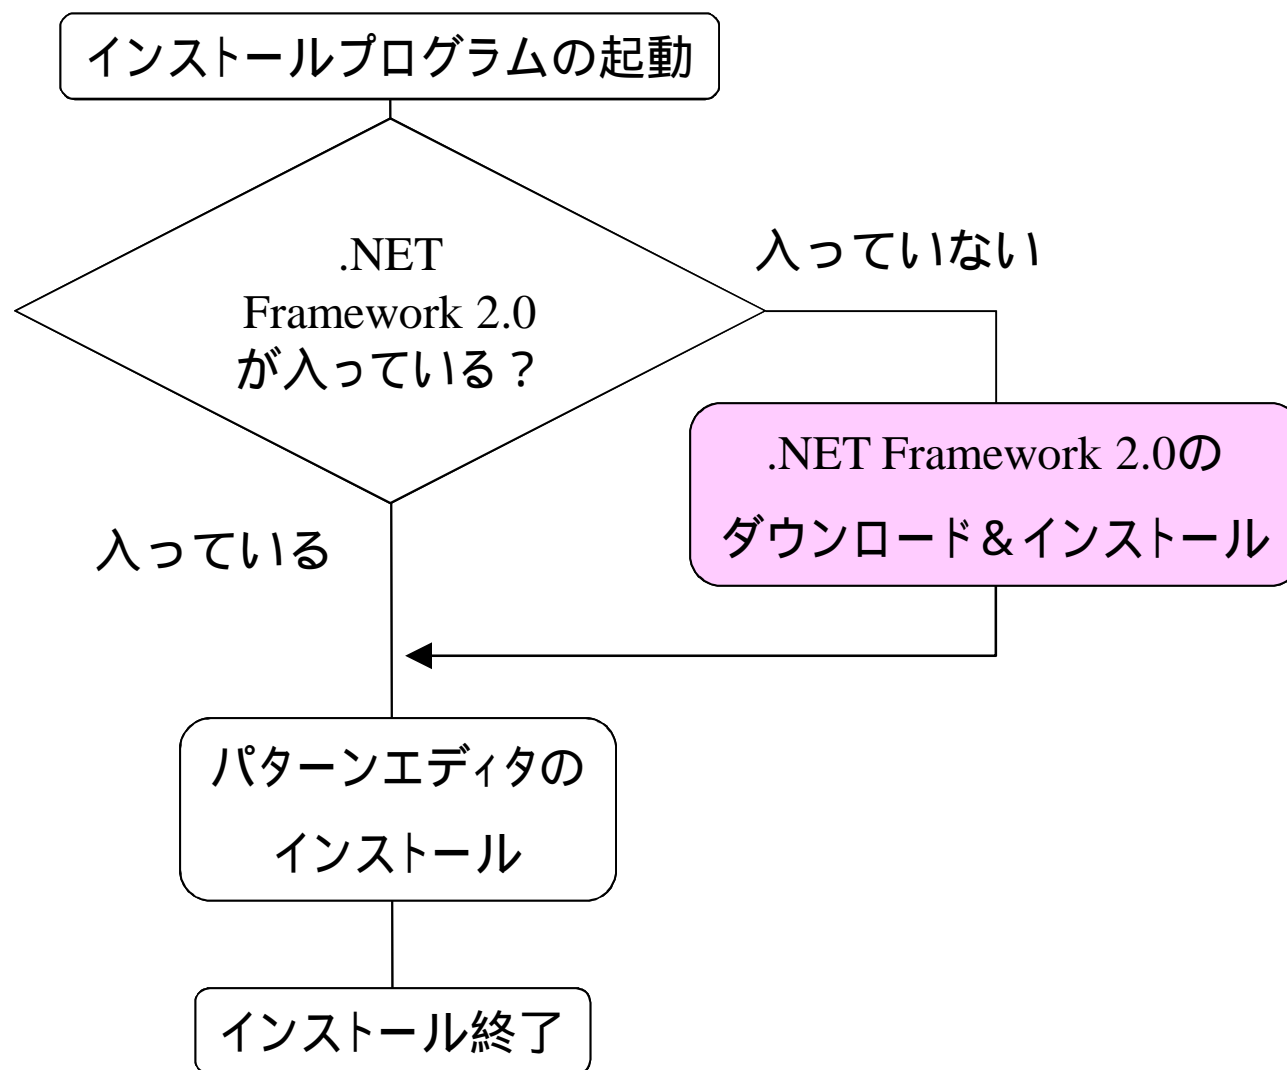 インストールプログラムの起動
.NET
Framework 2.0
が入っている？
入っていない
.NET Framework 2.0の
ダウンロード＆インストール
入っている
パターンエディタの
インストール
インストール終了